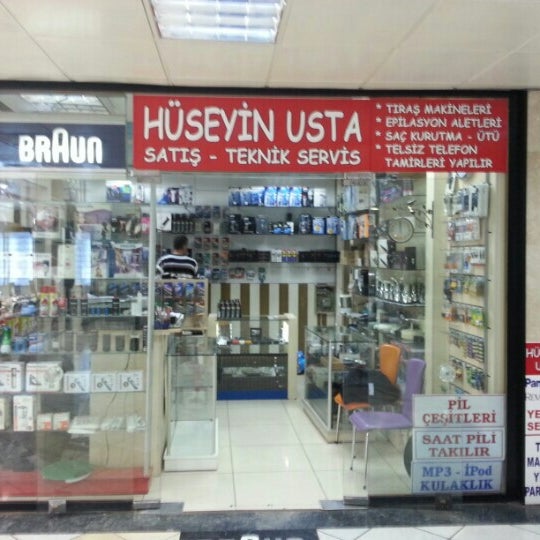 BRAUN
HÜSEYİN USTA
SATIŞ - TEKNİK SERVİS
* TIRAŞ MAKİNELERİ
* EPİLASYON ALETLERİ
* SAÇ KURUTMA - ÜTÜ
* TELSİZ TELEFON
TAMİRLERİ YAPILIR
PİL
ÇEŞİTLERİ
SAAT PİLİ
TAKILIR
MP3 - İPod
KULAKLIK